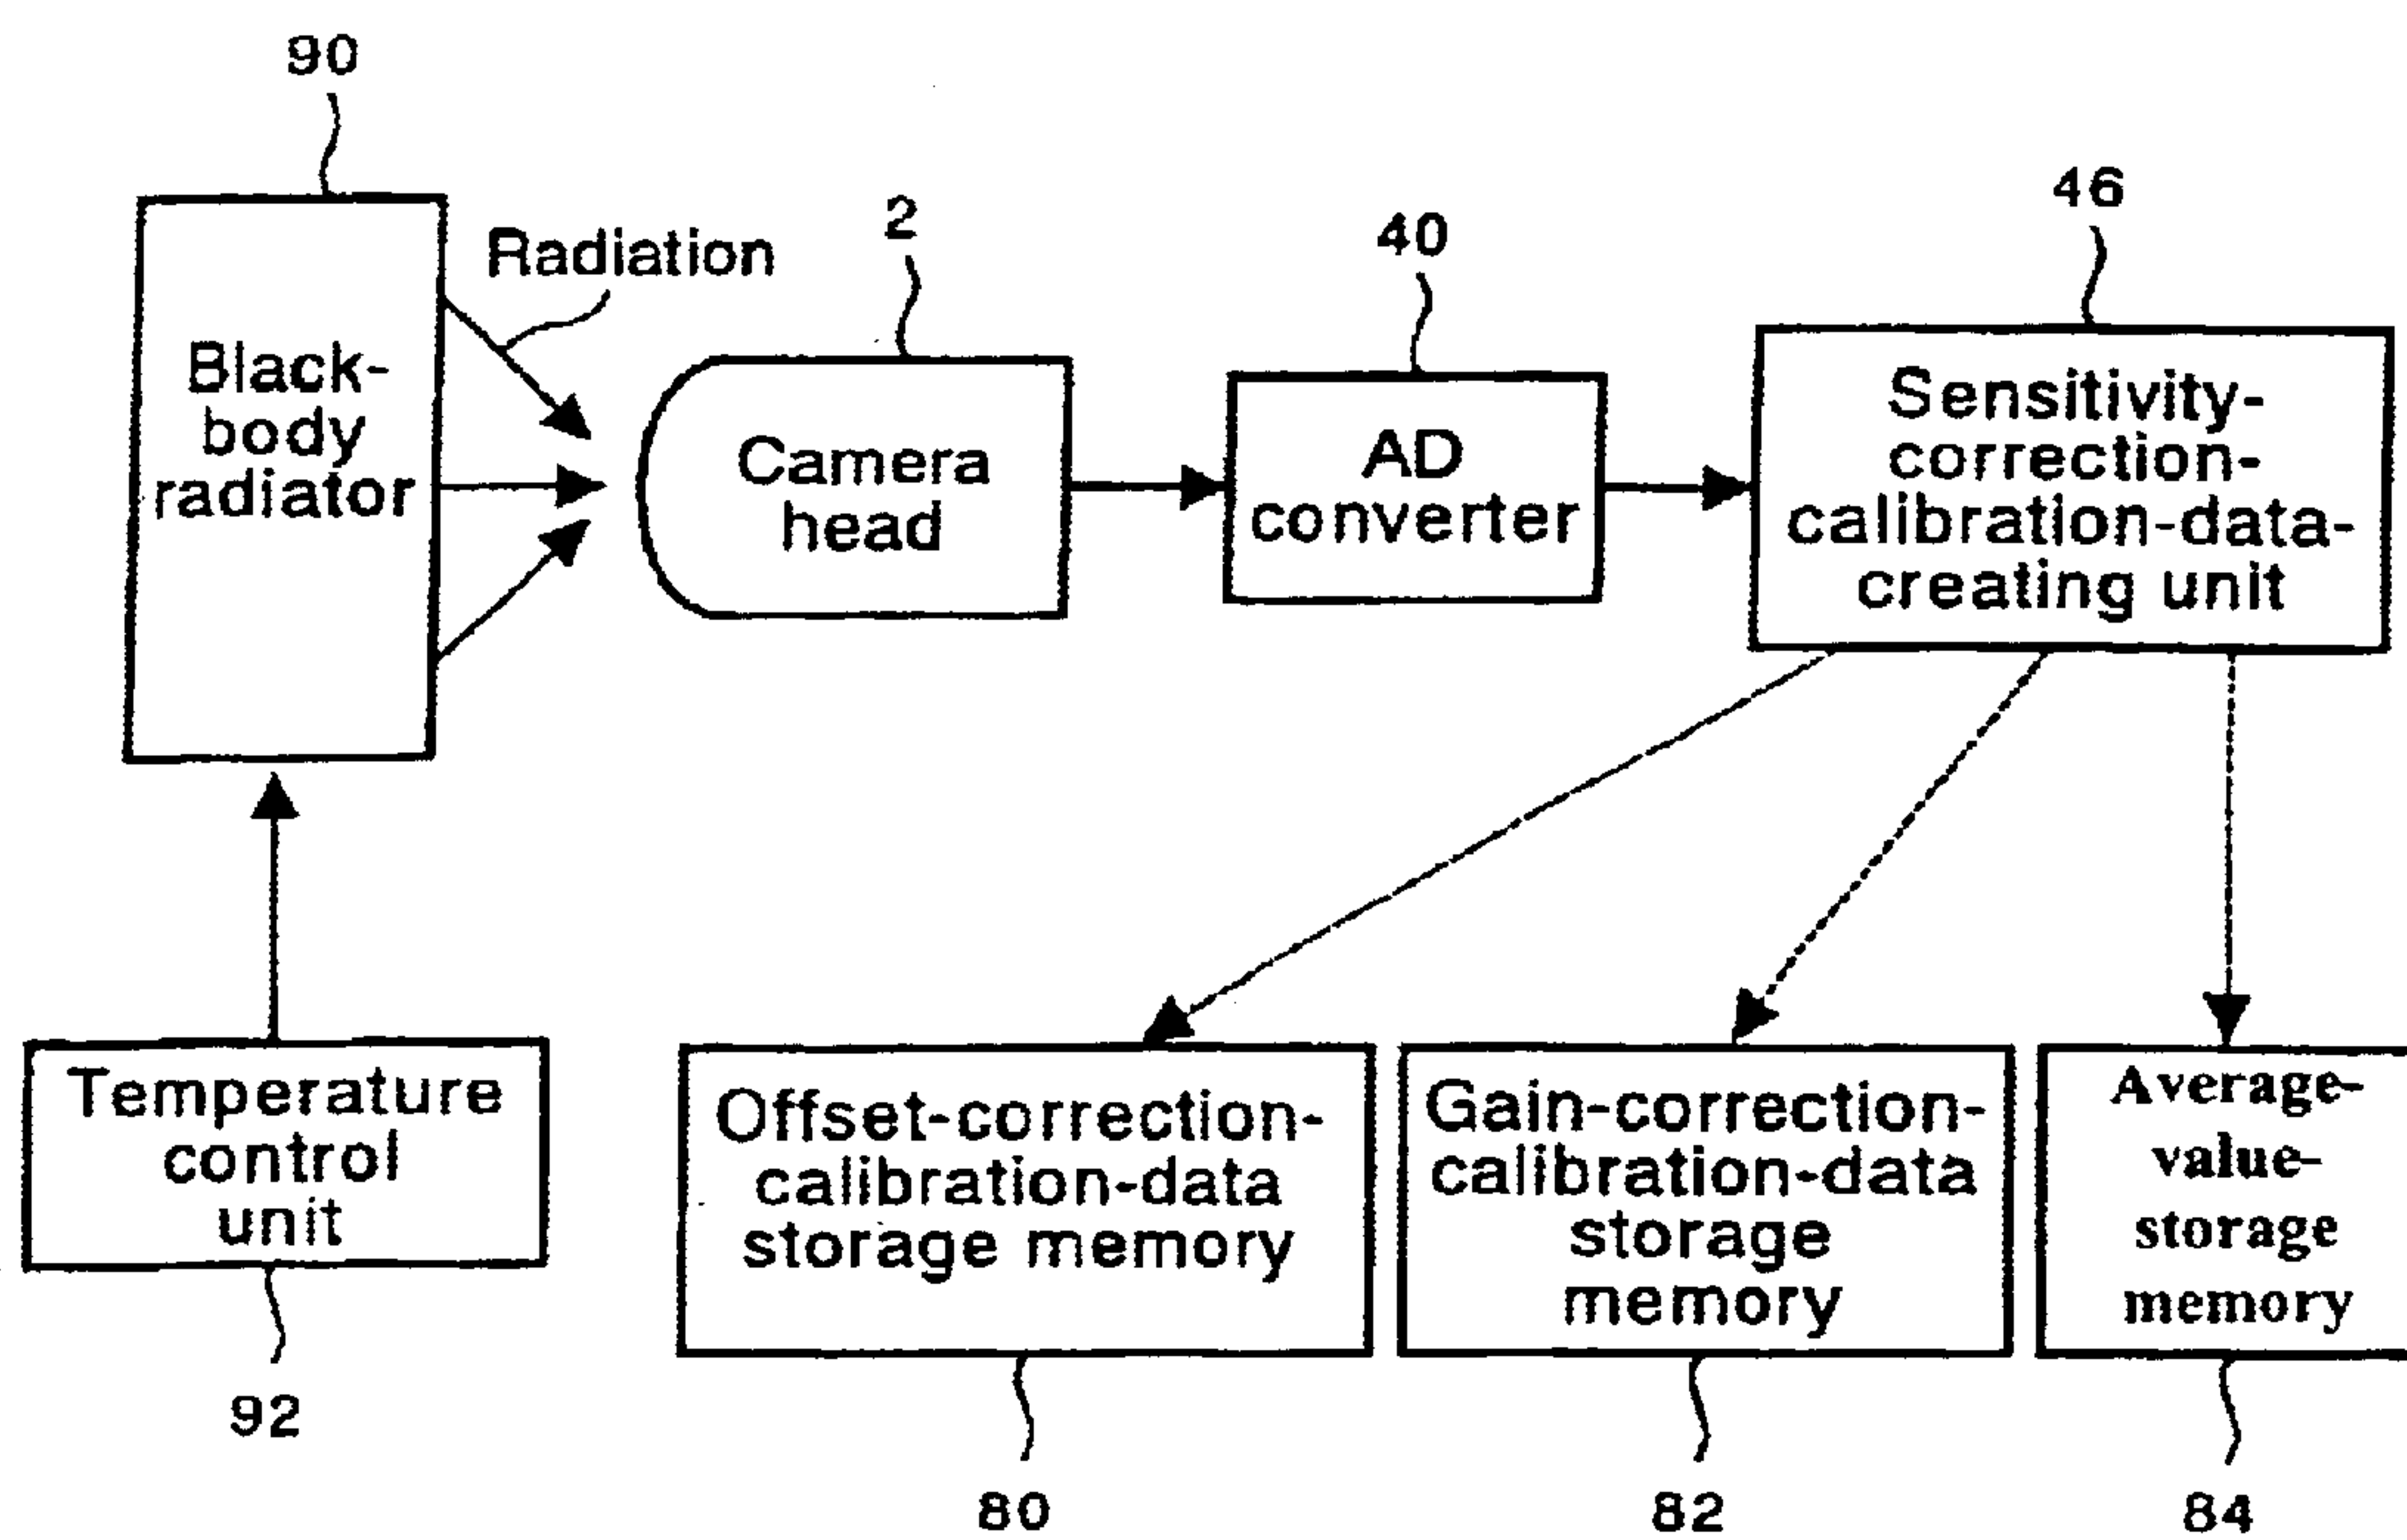 90
Radiation
2
40
46
Black-
body
radiator
Camera
head
AD
converter
Sensitivity-
correction-
calibration-data-
creating unit
Temperature
control
unit
Offset-correction-
calibration-data
storage memory
Gain-correction-
calibration-data
storage
memory
Average-
value-
storage
memory
92
80
82
84